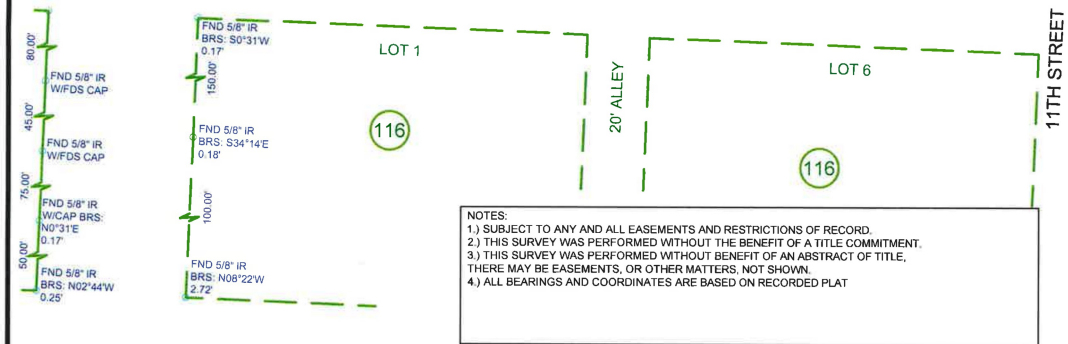 80.00'
FND 5/8" IR
W/FDS CAP
45.00'
FND 5/8" IR
W/FDS CAP
75.00'
FND 5/8" IR
W/CAP BRS:
N0°31'E
0.17'
50.00'
FND 5/8" IR
BRS: N02°44'W
0.25'
FND 5/8" IR
BRS: S0°31'W
0.17'
150.00'
FND 5/8" IR
BRS: S34°14'E
0.18'
100.00'
FND 5/8" IR
BRS: N08°22'W
2.72'
LOT 1
116
20' ALLEY
LOT 6
116
11TH STREET
NOTES:
1.) SUBJECT TO ANY AND ALL EASEMENTS AND RESTRICTIONS OF RECORD.
2.) THIS SURVEY WAS PERFORMED WITHOUT THE BENEFIT OF A TITLE COMMITMENT.
3.) THIS SURVEY WAS PERFORMED WITHOUT BENEFIT OF AN ABSTRACT OF TITLE,
THERE MAY BE EASEMENTS, OR OTHER MATTERS, NOT SHOWN.
4.) ALL BEARINGS AND COORDINATES ARE BASED ON RECORDED PLAT